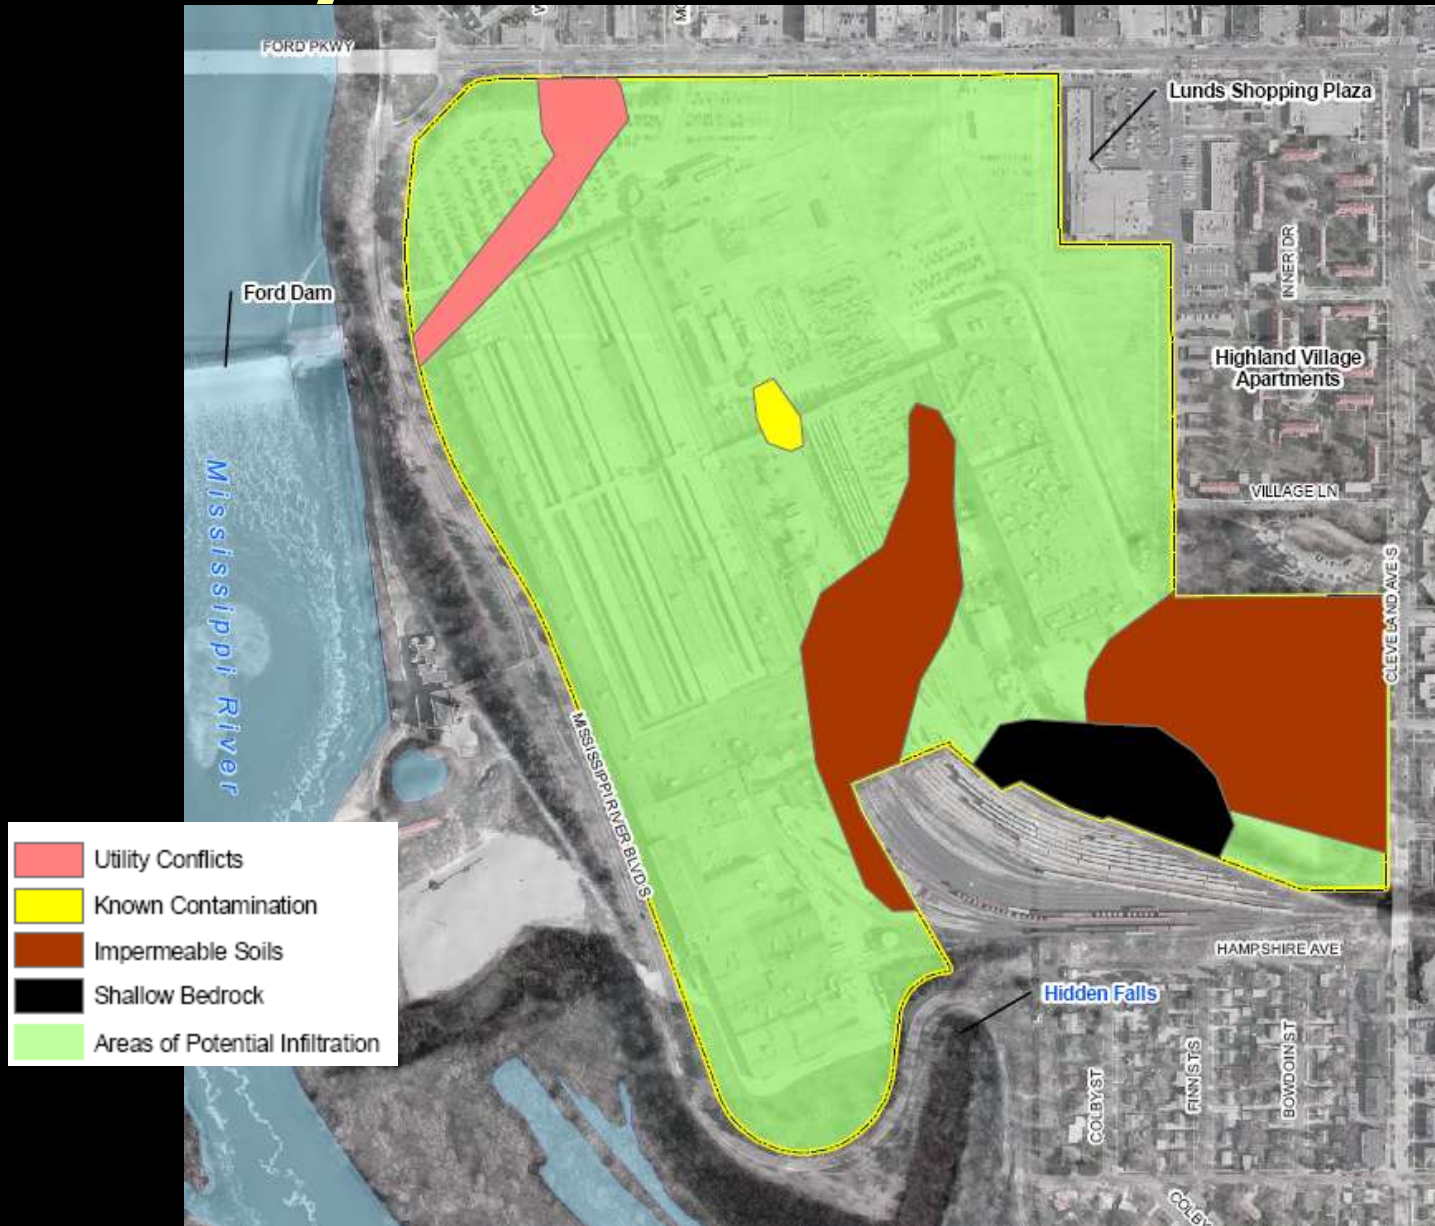 FORD PKWY
Lunds Shopping Plaza
INNER DR
Ford Dam
Highland Village
Apartments
VILLAGE LN
Mississippi River
CLEVELAND AVE S
MISSISSIPPI RIVER BLVD S
Utility Conflicts
Known Contamination
Impermeable Soils
Shallow Bedrock
Areas of Potential Infiltration
HAMPSHIRE AVE
Hidden Falls
COLBY ST
FINN ST S
BOWDOIN ST
COLBY